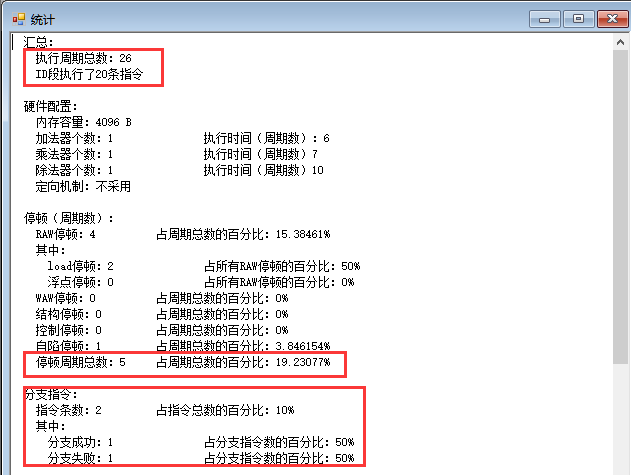 统计
汇总:
执行周期总数: 26
ID段执行了20条指令
硬件配置:
内存容量: 4096 B
加法器个数: 1 执行时间（周期数）: 6
乘法器个数: 1 执行时间（周期数）7
除法器个数: 1 执行时间（周期数）10
定向机制: 不采用
停顿（周期数）:
RAW停顿: 4 占周期总数的百分比: 15.38461%
其中:
load停顿: 2 占所有RAW停顿的百分比: 50%
浮点停顿: 0 占所有RAW停顿的百分比: 0%
WAW停顿: 0 占周期总数的百分比: 0%
结构停顿: 0 占周期总数的百分比: 0%
控制停顿: 0 占周期总数的百分比: 0%
自陷停顿: 1 占周期总数的百分比: 3.846154%
停顿周期总数: 5 占周期总数的百分比: 19.23077%
分支指令:
指令条数: 2 占指令总数的百分比: 10%
其中:
分支成功: 1 占分支指令数的百分比: 50%
分支失败: 1 占分支指令数的百分比: 50%